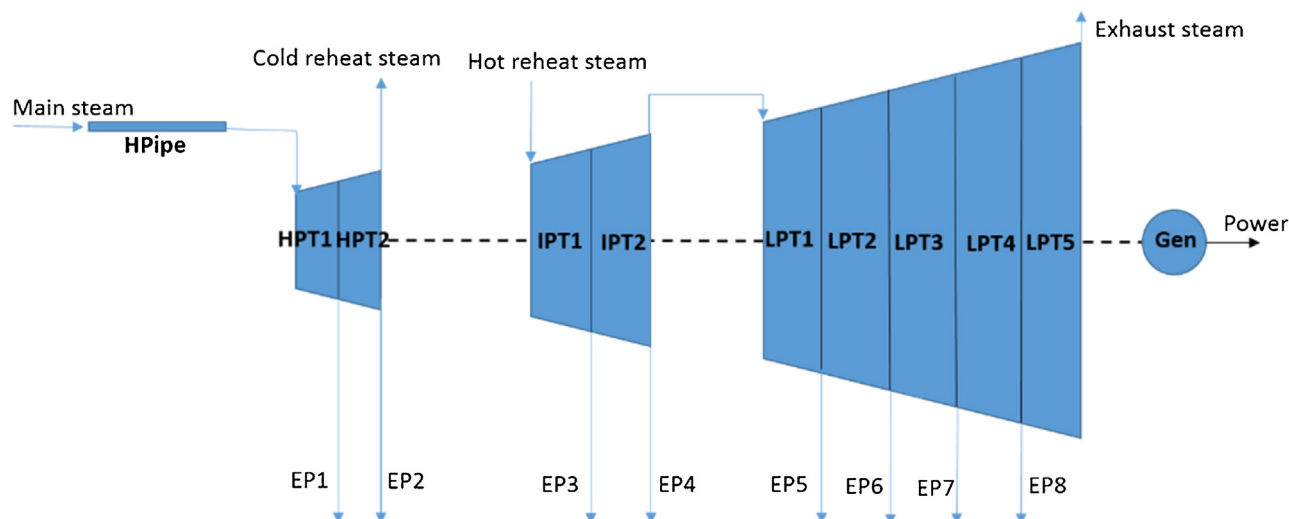 Exhaust steam
Cold reheat steam
Hot reheat steam
Main steam
HPipe
HPT1
HPT2
IPT1
IPT2
LPT1
LPT2
LPT3
LPT4
LPT5
Gen
Power
EP1
EP2
EP3
EP4
EP5
EP6
EP7
EP8